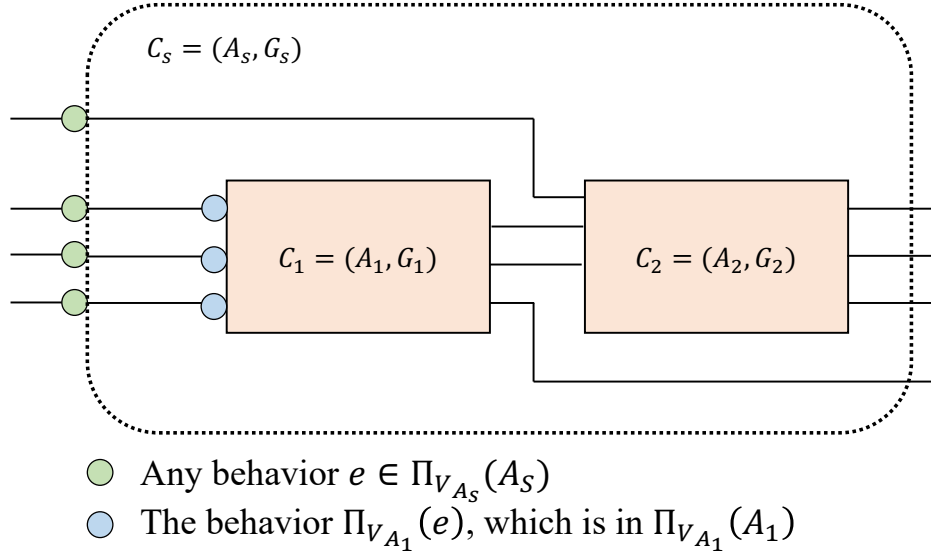 C_s = (A_s, G_s)
C_1 = (A_1, G_1)
C_2 = (A_2, G_2)
Any behavior e ∈ Π_{V_{A_s}}(A_S)
The behavior Π_{V_{A_1}}(e), which is in Π_{V_{A_1}}(A_1)